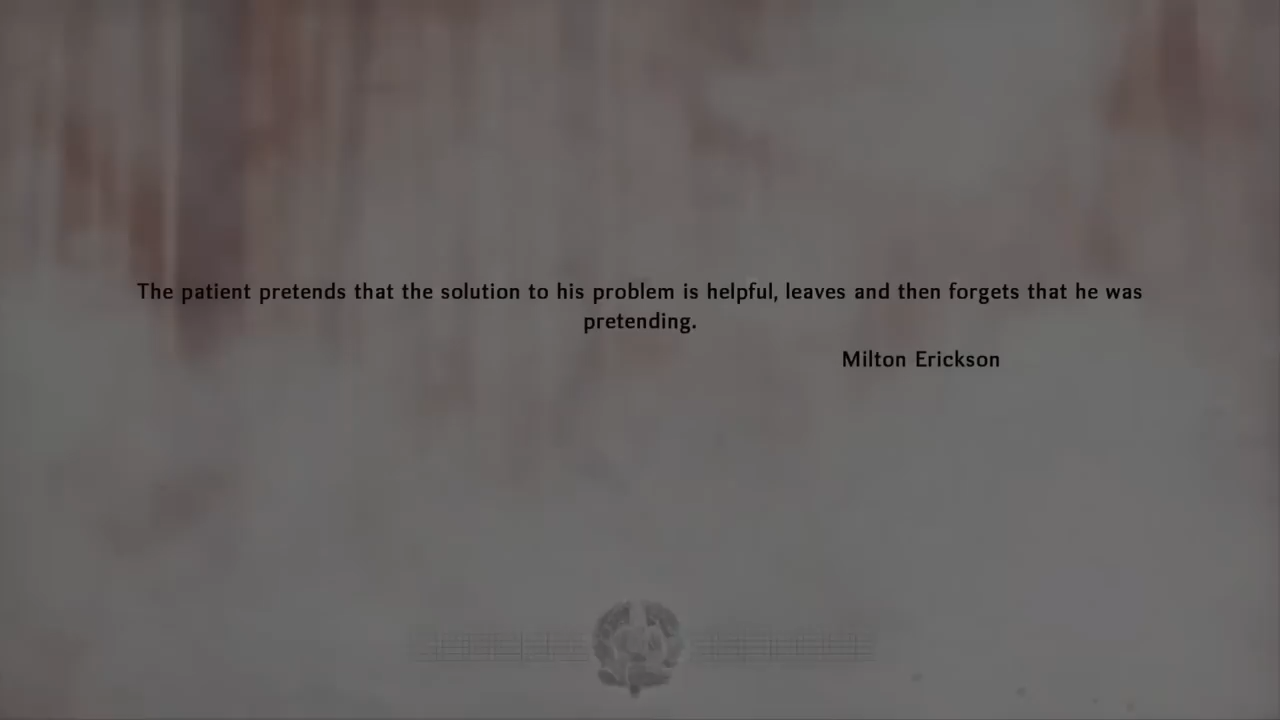 The patient pretends that the solution to his problem is helpful, leaves and then forgets that he was
pretending.
Milton Erickson